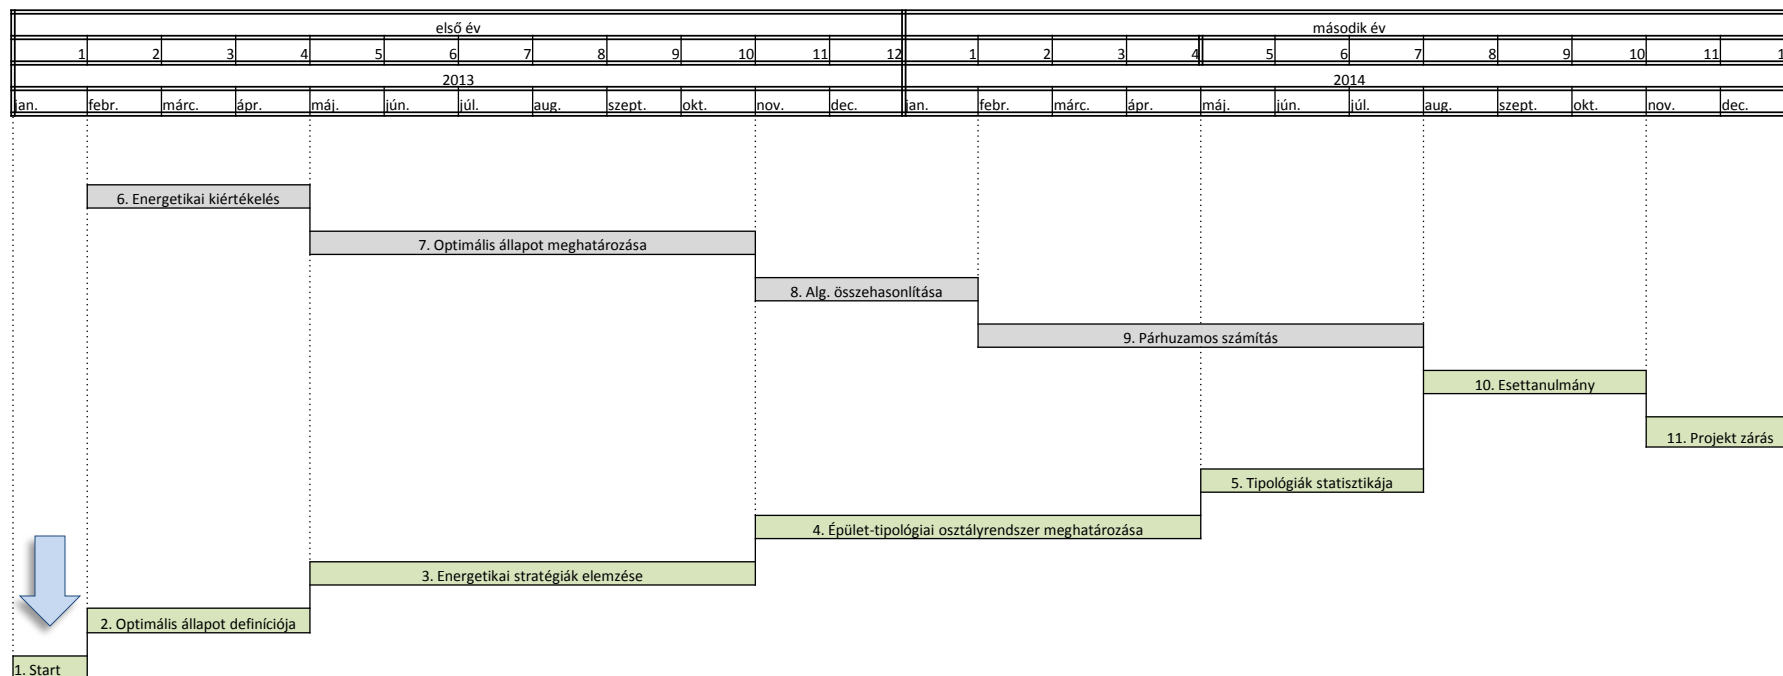 első év második év
1 2 3 4 5 6 7 8 9 10 11 12 1 2 3 4 5 6 7 8 9 10 11 1
2013 2014
jan. febr. márc. ápr. máj. jún. júl. aug. szept. okt. nov. dec. jan. febr. márc. ápr. máj. jún. júl. aug. szept. okt. nov. dec.
6. Energetikai kiértékelés
7. Optimális állapot meghatározása
8. Alg. összehasonlítása
9. Párhuzamos számítás
10. Esettanulmány
11. Projekt zárás
5. Tipológiák statisztikája
4. Épület-tipológiai osztályrendszer meghatározása
3. Energetikai stratégiák elemzése
2. Optimális állapot definíciója
1. Start